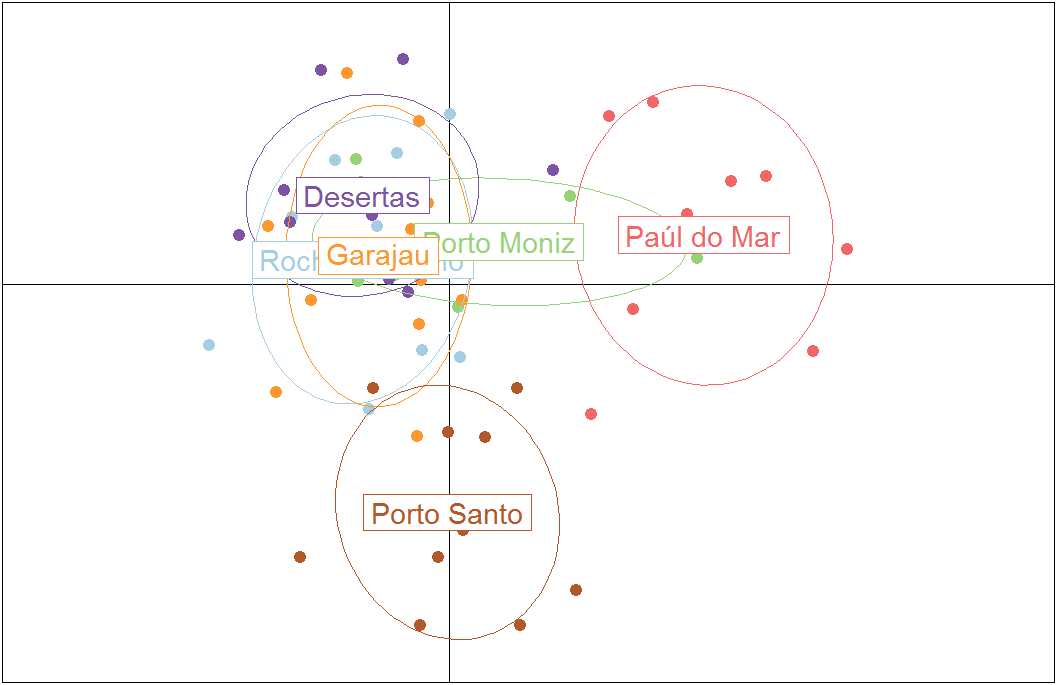 Desertas
Porto Moniz
Paúl do Mar
Garajau
Porto Santo